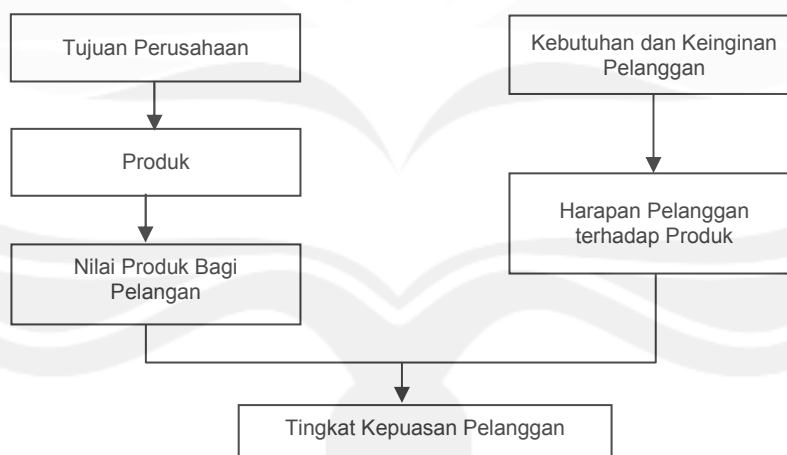 Tujuan Perusahaan
Kebutuhan dan Keinginan
Pelanggan
Produk
Harapan Pelanggan
terhadap Produk
Nilai Produk Bagi
Pelangan
Tingkat Kepuasan Pelanggan